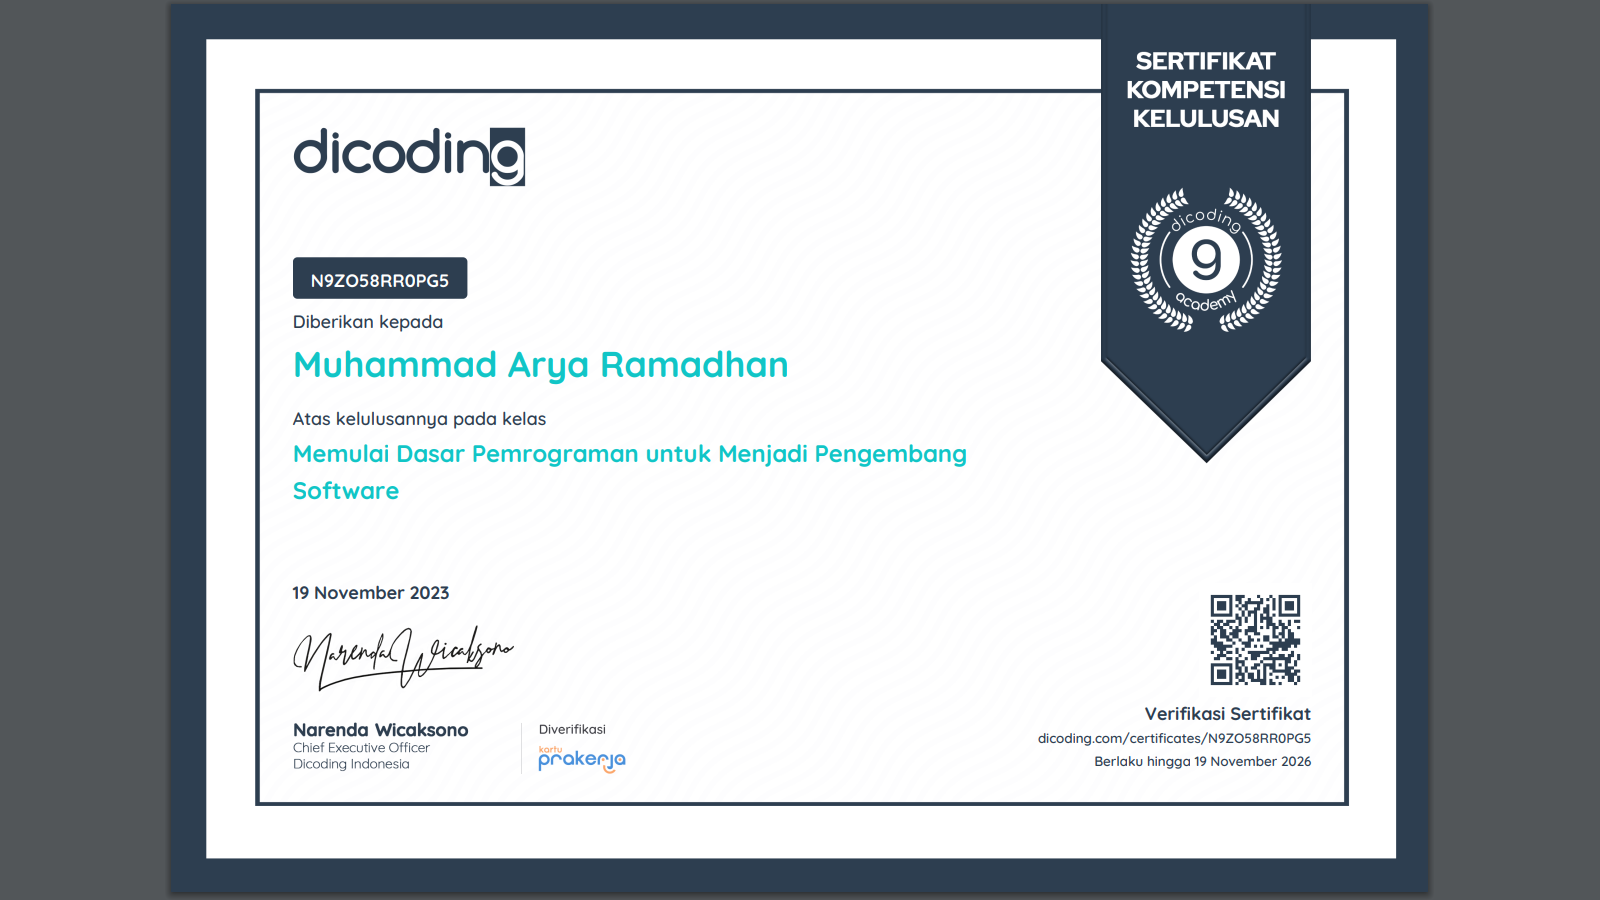 SERTIFIKAT
KOMPETENSI
KELULUSAN
dicoding
dicoding
g
academy
N9ZO58RR0PG5
Diberikan kepada
Muhammad Arya Ramadhan
Atas kelulusannya pada kelas
Memulai Dasar Pemrograman untuk Menjadi Pengembang
Software
19 November 2023
Narenda Wicaksono
Narenda Wicaksono
Chief Executive Officer
Dicoding Indonesia
Diverifikasi
kartu
prakerja
Verifikasi Sertifikat
dicoding.com/certificates/N9ZO58RR0PG5
Berlaku hingga 19 November 2026